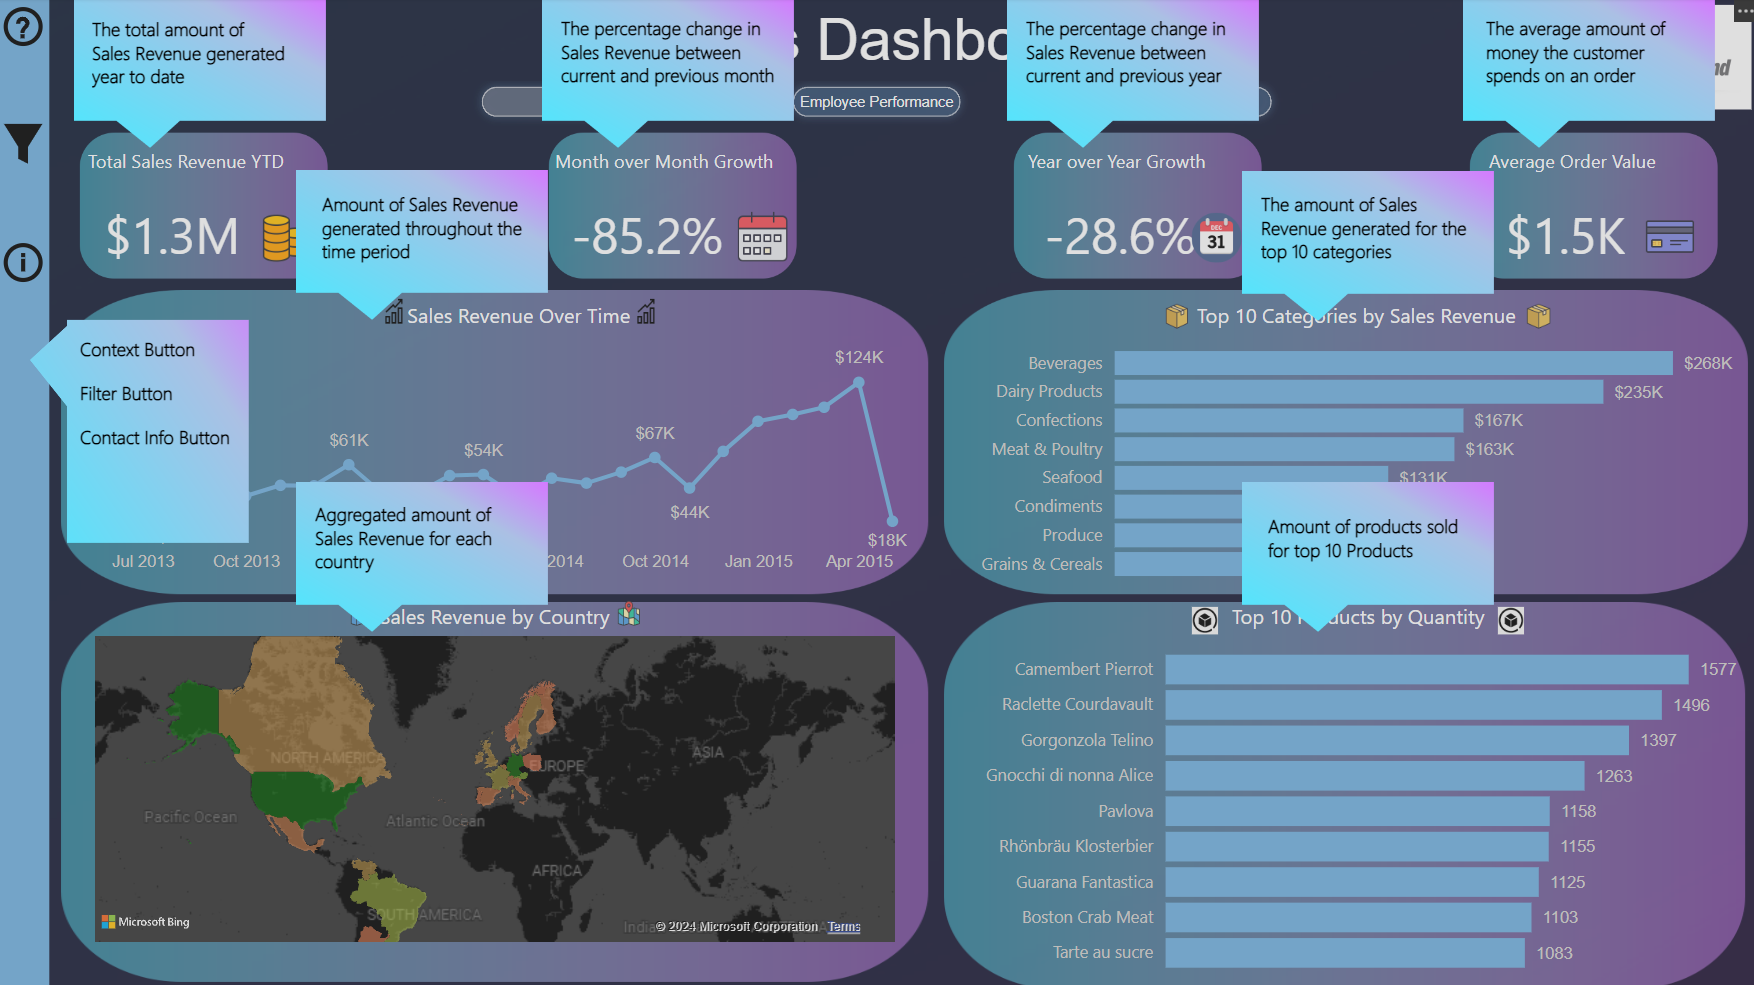 The total amount of
Sales Revenue generated
year to date
The percentage change in
Sales Revenue between
current and previous month
The percentage change in
Sales Revenue between
current and previous year
The average amount of
money the customer
spends on an order
Employee Performance
Total Sales Revenue YTD
$1.3M
Month over Month Growth
-85.2%
Year over Year Growth
-28.6%
DEC
31
Average Order Value
$1.5K
Amount of Sales Revenue
generated throughout the
time period
The amount of Sales
Revenue generated for the
top 10 categories
Context Button
Filter Button
Contact Info Button
Sales Revenue Over Time
$124K
$61K
$54K
$67K
$44K
$18K
Jul 2013
Oct 2013
2014
Oct 2014
Jan 2015
Apr 2015
Top 10 Categories by Sales Revenue
Beverages
$268K
Dairy Products
$235K
Confections
$167K
Meat & Poultry
$163K
Seafood
$131K
Condiments
Produce
Grains & Cereals
Aggregated amount of
Sales Revenue for each
country
Amount of products sold
for top 10 Products
Sales Revenue by Country
NORTH AMERICA
EUROPE
ASIA
Pacific Ocean
Atlantic Ocean
AFRICA
SOUTH AMERICA
Microsoft Bing
© 2024 Microsoft Corporation Terms
Top 10 by Quantity
Camembert Pierrot
1577
Raclette Courdavault
1496
Gorgonzola Telino
1397
Gnocchi di nonna Alice
1263
Pavlova
1158
Rhönbräu Klosterbier
1155
Guarana Fantastica
1125
Boston Crab Meat
1103
Tarte au sucre
1083